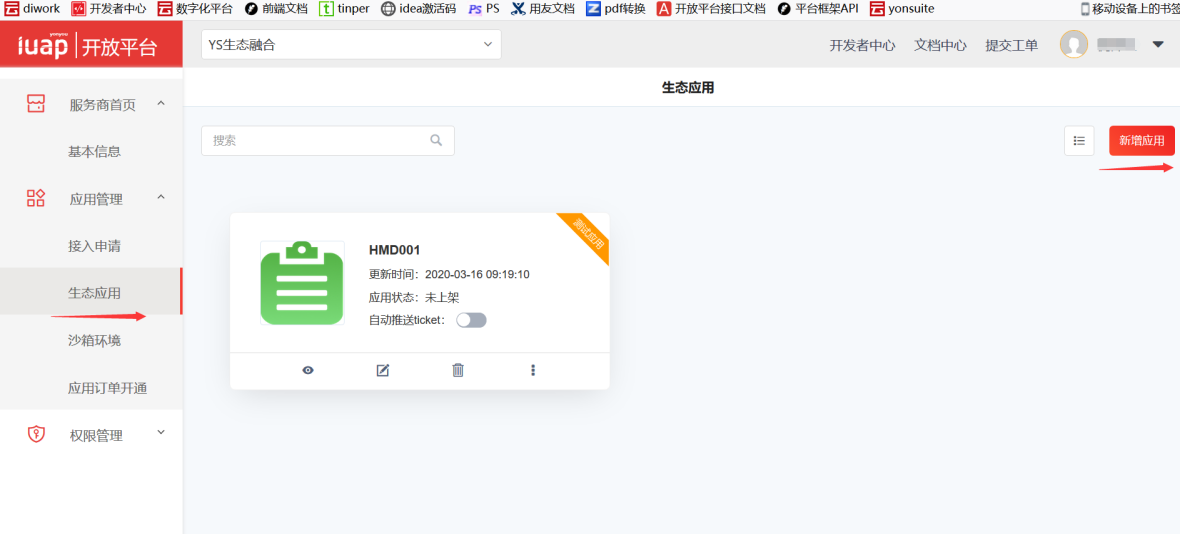 diwork 开发者中心 数字化平台 前端文档 tinper idea激活码 PS 用友文档 pdf转换 开放平台接口文档 平台框架API yonsuite 移动设备上的书签
yonyou
iuap 开放平台
YS生态融合
开发者中心 文档中心 提交工单
生态应用
服务商首页
基本信息
应用管理
接入申请
生态应用
沙箱环境
应用订单开通
权限管理
搜索
新增应用
测试应用
HMD001
更新时间：2020-03-16 09:19:10
应用状态：未上架
自动推送ticket：